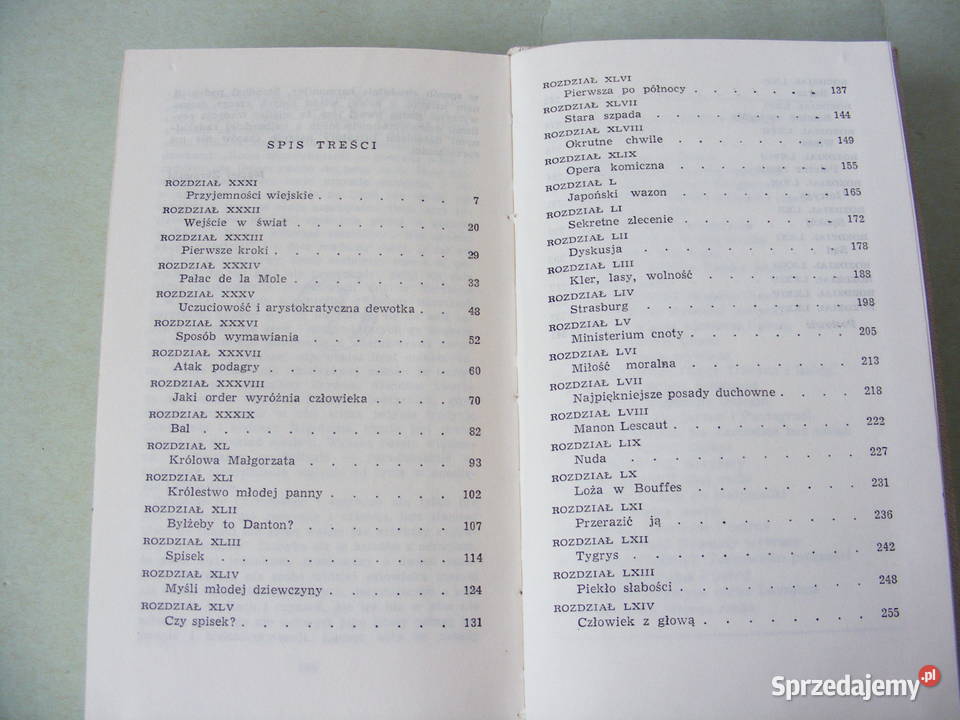 SPIS TREŚCI
ROZDZIAŁ XXXI
Przyjemności wiejskie . . . . . . . 7
ROZDZIAŁ XXXII
Wejście w świat . . . . . . . . 20
ROZDZIAŁ XXXIII
Pierwsze kroki . . . . . . . . . 29
ROZDZIAŁ XXXIV
Pałac de la Mole . . . . . . . . 33
ROZDZIAŁ XXXV
Uczuciowość i arystokratyczna dewotka . . 48
ROZDZIAŁ XXXVI
Sposób wymawiania . . . . . . . 52
ROZDZIAŁ XXXVII
Atak podagry . . . . . . . . . 60
ROZDZIAŁ XXXVIII
Jaki order wyróżnia człowieka . . . . 70
ROZDZIAŁ XXXIX
Bal . . . . . . . . . . . . 82
ROZDZIAŁ XL
Królowa Małgorzata . . . . . . . 93
ROZDZIAŁ XLI
Królestwo młodej panny . . . . . . 102
ROZDZIAŁ XLII
Byłżeby to Danton? . . . . . . . 107
ROZDZIAŁ XLIII
Spisek . . . . . . . . . . . 114
ROZDZIAŁ XLIV
Myśli młodej dziewczyny . . . . . . 124
ROZDZIAŁ XLV
Czy spisek? . . . . . . . . . . 131
ROZDZIAŁ XLVI
Pierwsza po północy . . . . . . . 137
ROZDZIAŁ XLVII
Stara szpada . . . . . . . . . 144
ROZDZIAŁ XLVIII
Okrutne chwile . . . . . . . . 149
ROZDZIAŁ XLIX
Opera komiczna . . . . . . . . 155
ROZDZIAŁ L
Japoński wazon . . . . . . . . 165
ROZDZIAŁ LI
Sekretne zlecenie . . . . . . . . 172
ROZDZIAŁ LII
Dyskusja . . . . . . . . . . 178
ROZDZIAŁ LIII
Kler, lasy, wolność . . . . . . . 188
ROZDZIAŁ LIV
Strasburg . . . . . . . . . . 198
ROZDZIAŁ LV
Ministerium cnoty . . . . . . . . 205
ROZDZIAŁ LVI
Miłość moralna . . . . . . . . 213
ROZDZIAŁ LVII
Najpiękniejsze posady duchowne . . . . 218
ROZDZIAŁ LVIII
Manon Lescaut . . . . . . . . . 222
ROZDZIAŁ LIX
Nuda . . . . . . . . . . . 227
ROZDZIAŁ LX
Loża w Bouffes . . . . . . . . 231
ROZDZIAŁ LXI
Przerazić ją . . . . . . . . . 236
ROZDZIAŁ LXII
Tygrys . . . . . . . . . . . 242
ROZDZIAŁ LXIII
Piekło słabości . . . . . . . . . 248
ROZDZIAŁ LXIV
Człowiek z głową . . . . . . . . 255
Sprzedajemy.pl